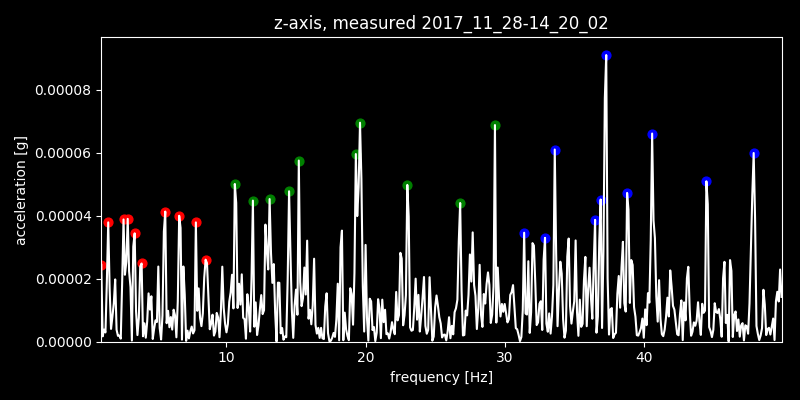 z-axis, measured 2017_11_28-14_20_02
acceleration [g]
0.00008
0.00006
0.00004
0.00002
0.00000
10 20 30 40
frequency [Hz]